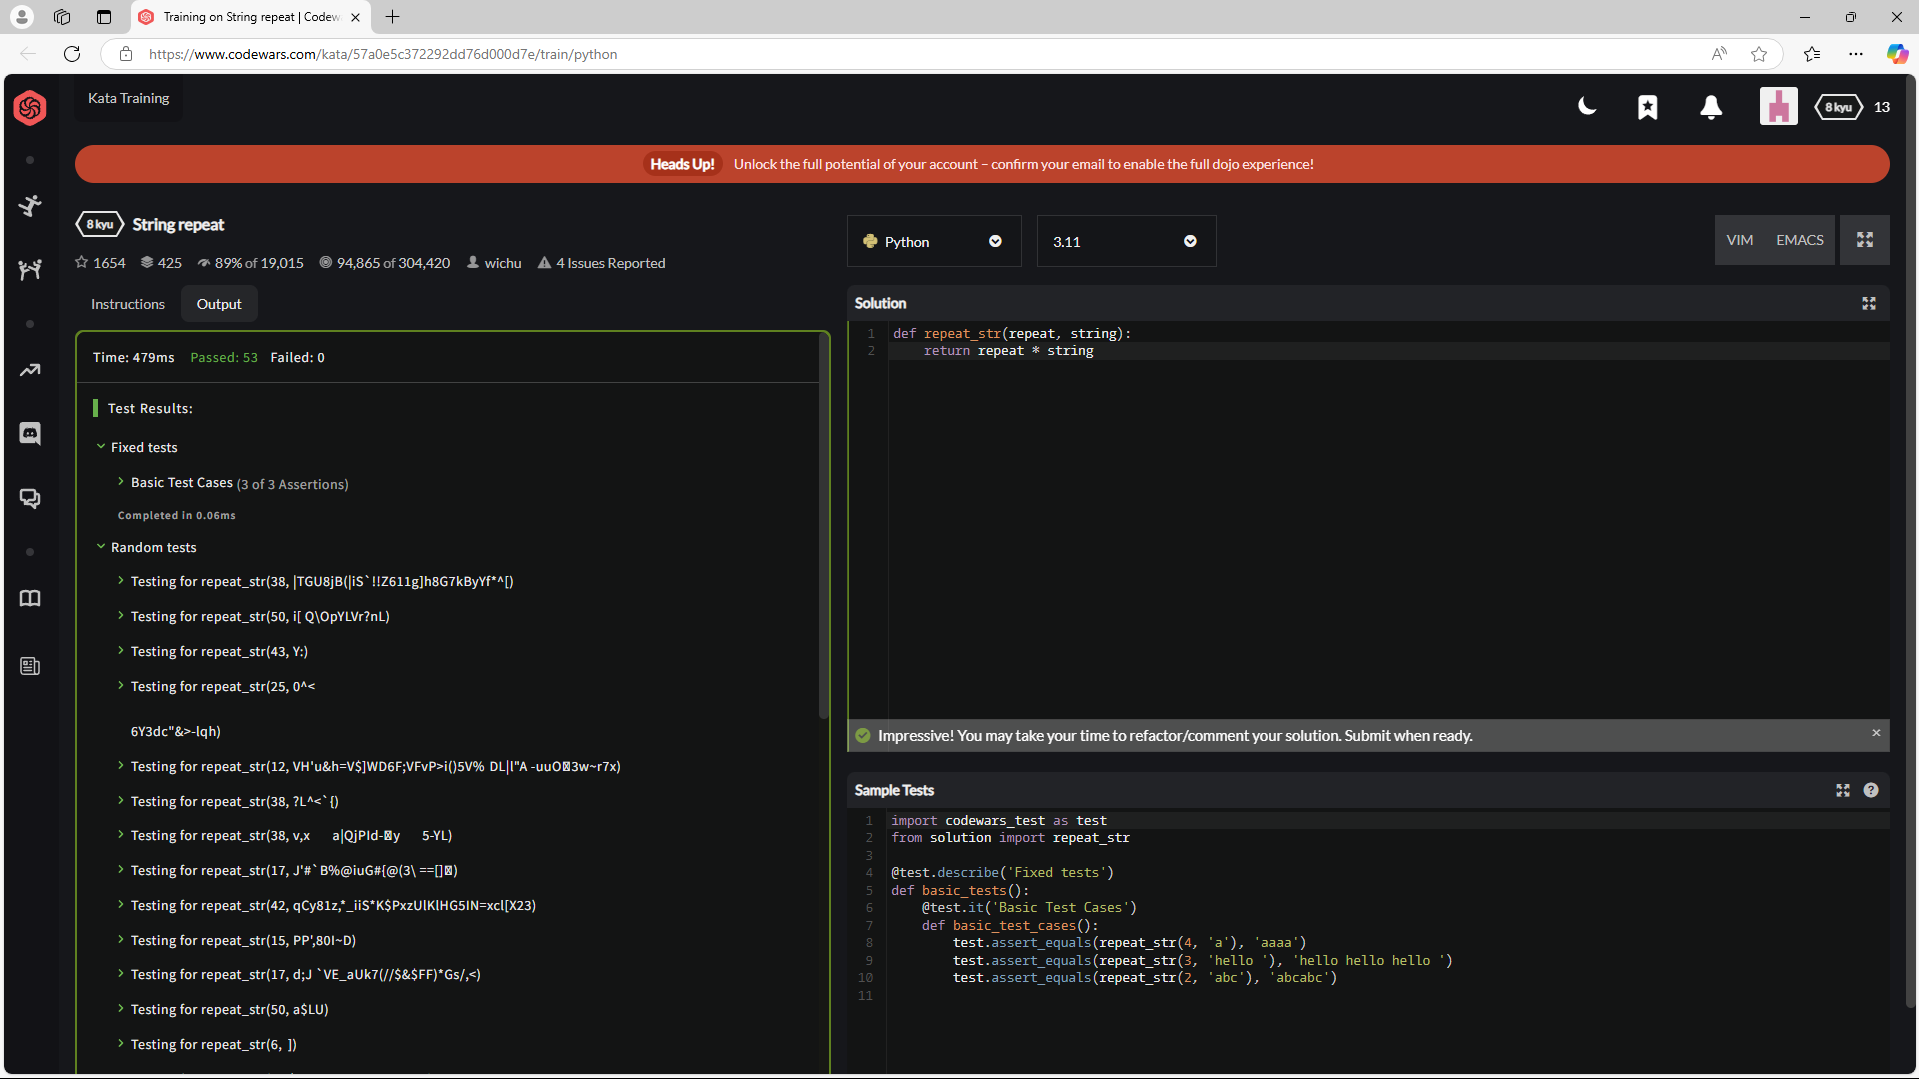 Training on String repeat | Codew
https://www.codewars.com/kata/57a0e5c372292dd76d000d7e/train/python
Kata Training
8 kyu 13
Heads Up! Unlock the full potential of your account – confirm your email to enable the full dojo experience!
8 kyu String repeat
1654 425 89% of 19,015 94,865 of 304,420 wichu 4 Issues Reported
Python
3.11
VIM EMACS
Instructions Output
Time: 479ms Passed: 53 Failed: 0
Test Results:
Fixed tests
Basic Test Cases (3 of 3 Assertions)
Completed in 0.06ms
Random tests
Testing for repeat_str(38, |TGU8jB(|iS`!!Z611g]h8G7kByYf*^[)
Testing for repeat_str(50, i[ Q\OpYLVr?nL)
Testing for repeat_str(43, Y:)
Testing for repeat_str(25, 0^<
6Y3dc"&>-lqh)
Testing for repeat_str(12, VH'u&h=V$]WD6F;VFvP>i()5V% DL|l"A -uuO3w~r7x)
Testing for repeat_str(38, ?L^<`{)
Testing for repeat_str(38, v,x a|QjPId-y 5-YL)
Testing for repeat_str(17, J'#`B%@iuG#{@(3\ ==[])
Testing for repeat_str(42, qCy81z,*_iiS*K$PxzUlKlHG5IN=xcl[X23)
Testing for repeat_str(15, PP',80I~D)
Testing for repeat_str(17, d;J `VE_aUk7(//$&$FF)*Gs/,<)
Testing for repeat_str(50, a$LU)
Testing for repeat_str(6, ])
Solution
1 def repeat_str(repeat, string):
2 return repeat * string
Impressive! You may take your time to refactor/comment your solution. Submit when ready.
Sample Tests
1 import codewars_test as test
2 from solution import repeat_str
3
4 @test.describe('Fixed tests')
5 def basic_tests():
6 @test.it('Basic Test Cases')
7 def basic_test_cases():
8 test.assert_equals(repeat_str(4, 'a'), 'aaaa')
9 test.assert_equals(repeat_str(3, 'hello '), 'hello hello hello ')
10 test.assert_equals(repeat_str(2, 'abc'), 'abcabc')
11